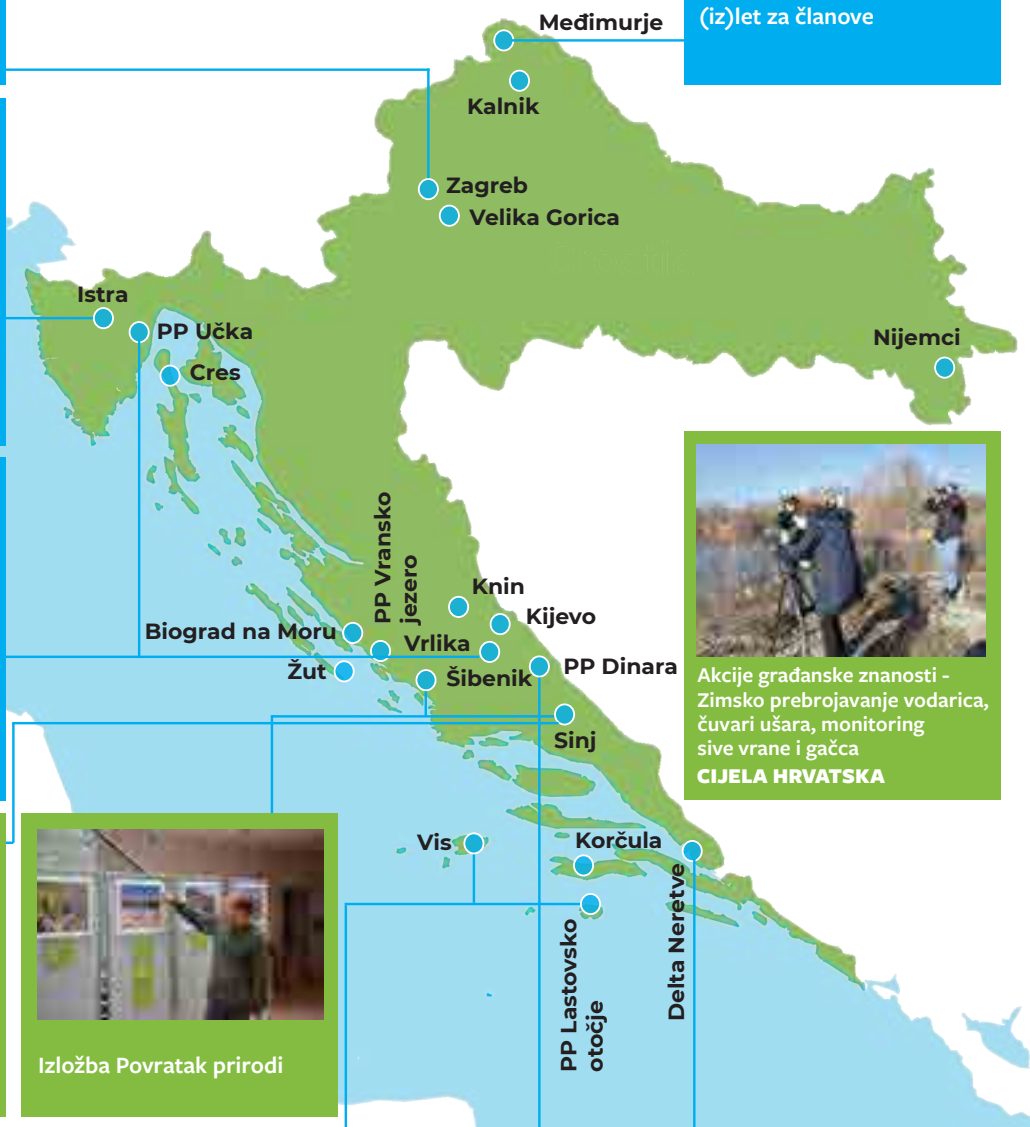 (iz)let za članove
Međimurje
Kalnik
Zagreb
Velika Gorica
Istra
PP Učka
Cres
Nijemci
PP Vransko
jezero
Knin
Kijevo
Biograd na Moru
Vrlika
PP Dinara
Žut
Šibenik
Sinj
Akcije građanske znanosti -
Zimsko prebrojavanje vodarica,
čuvari ušara, monitoring
sive vrane i gačca
CIJELA HRVATSKA
Vis
Korčula
PP Lastovsko
otočje
Delta Neretve
Izložba Povratak prirodi